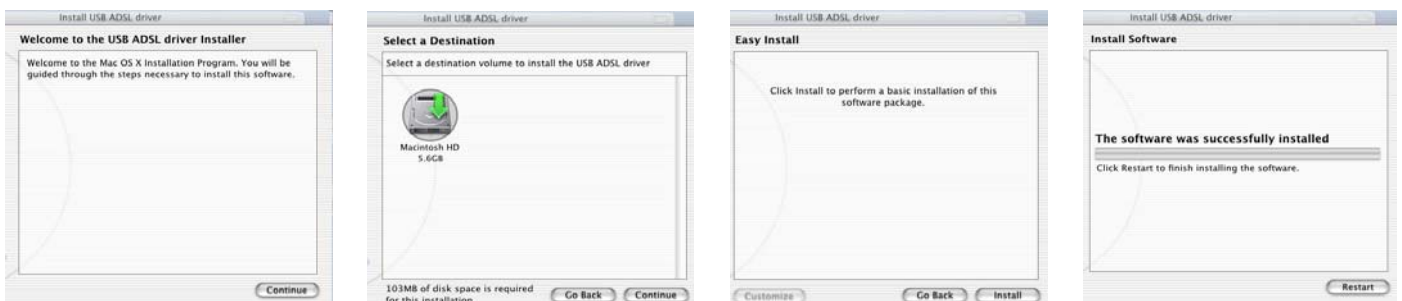 Install USB ADSL driver
Welcome to the USB ADSL driver Installer
Welcome to the Mac OS X Installation Program. You will be
guided through the steps necessary to install this software.
Continue
Install USB ADSL driver
Select a Destination
Select a destination volume to install the USB ADSL driver
Macintosh HD
5.6GB
103MB of disk space is required
for this installation
Go Back
Continue
Install USB ADSL driver
Easy Install
Click Install to perform a basic installation of this
software package.
Customize
Go Back
Install
Install USB ADSL driver
Install Software
The software was successfully installed
Click Restart to finish installing the software.
Restart